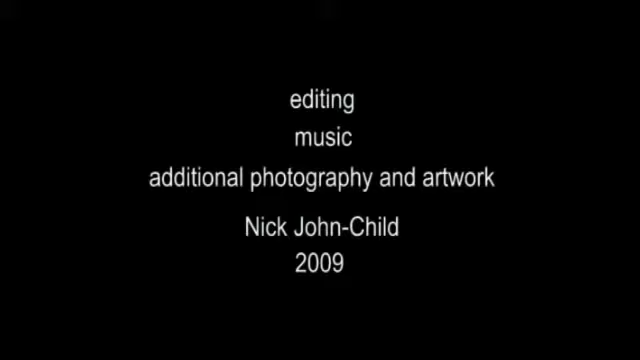 editing
music
additional photography and artwork
Nick John-Child
2009